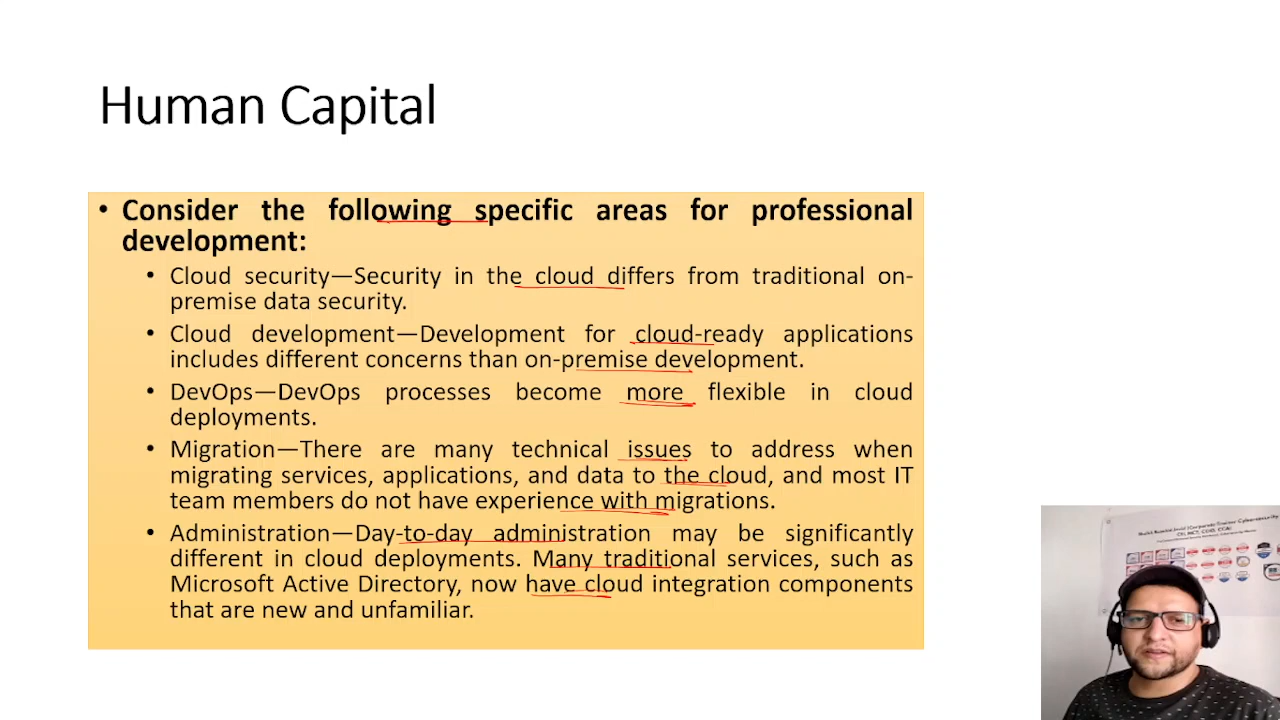 Human Capital
• Consider the following specific areas for professional
development:
• Cloud security—Security in the cloud differs from traditional on-
premise data security.
• Cloud development—Development for cloud-ready applications
includes different concerns than on-premise development.
• DevOps—DevOps processes become more flexible in cloud
deployments.
• Migration—There are many technical issues to address when
migrating services, applications, and data to the cloud, and most IT
team members do not have experience with migrations.
• Administration—Day-to-day administration may be significantly
different in cloud deployments. Many traditional services, such as
Microsoft Active Directory, now have cloud integration components
that are new and unfamiliar.